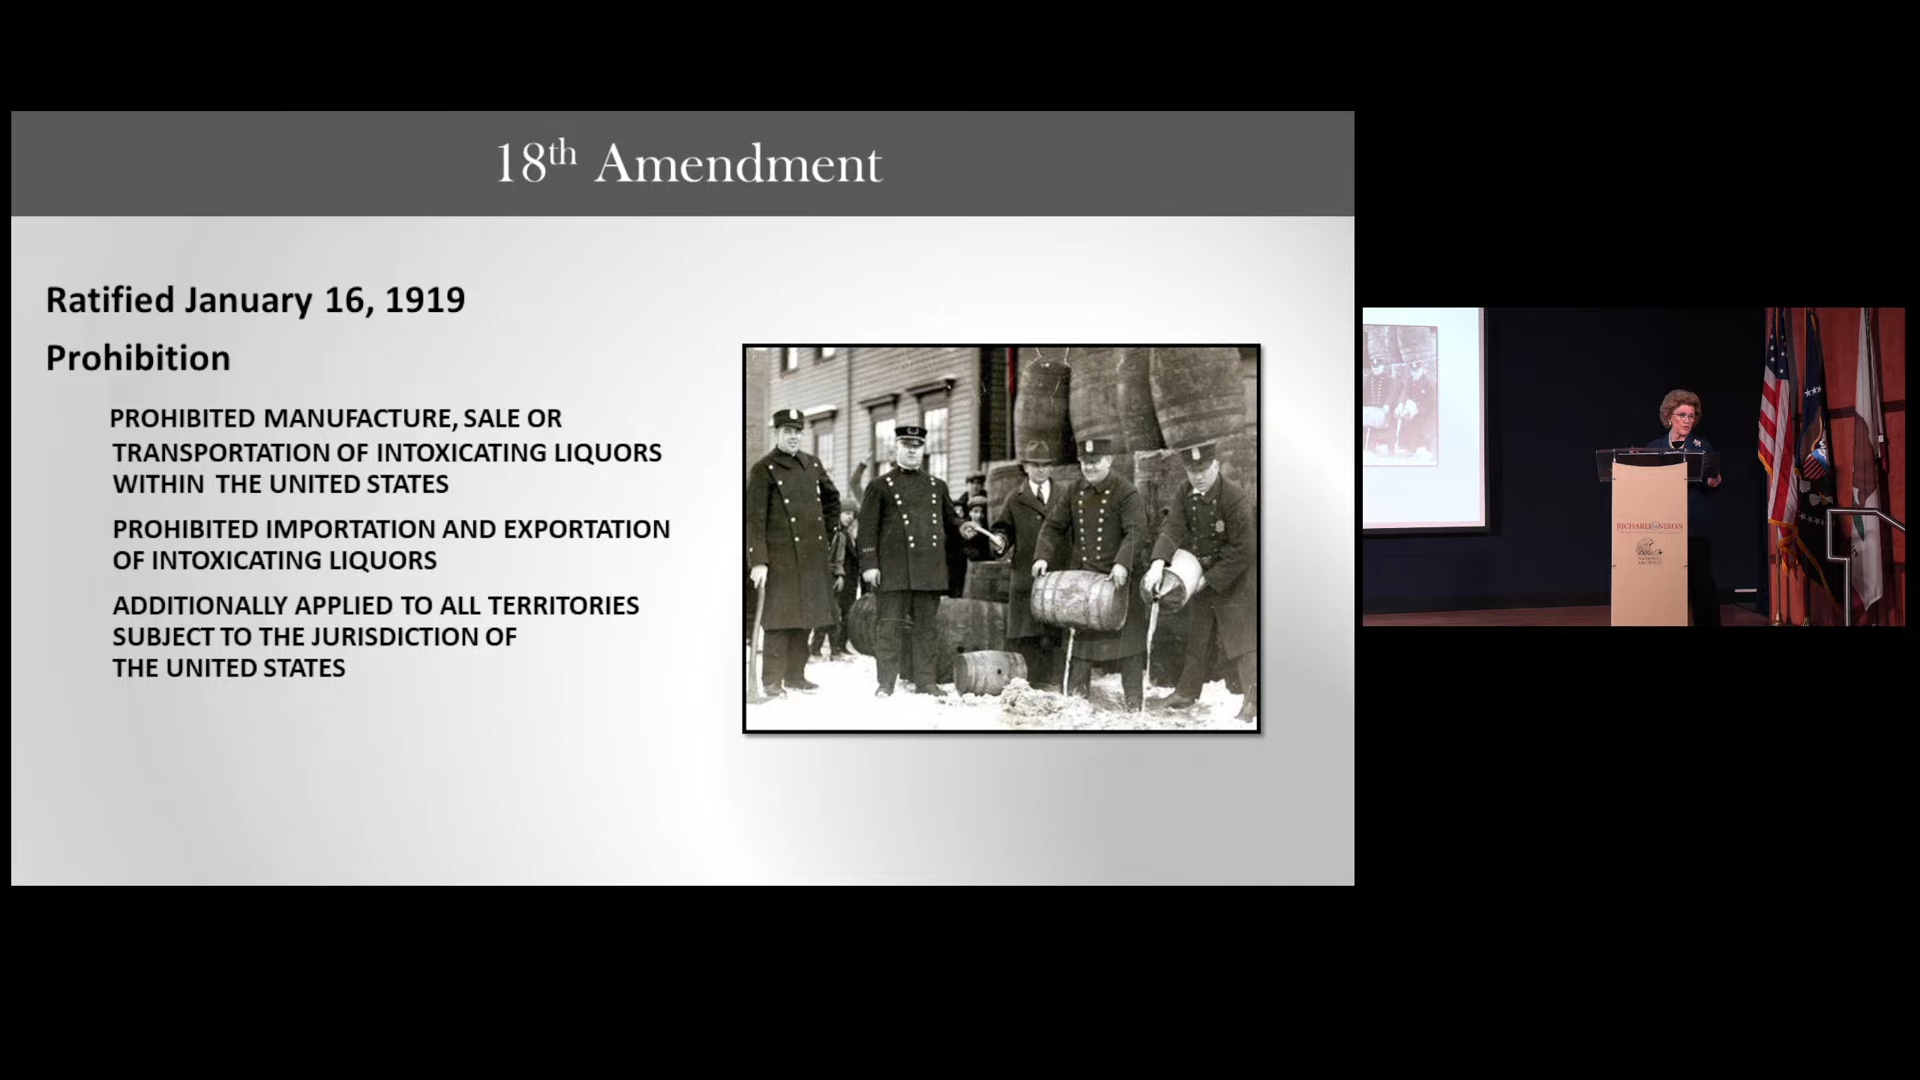 18th Amendment
Ratified January 16, 1919
Prohibition
PROHIBITED MANUFACTURE, SALE OR
TRANSPORTATION OF INTOXICATING LIQUORS
WITHIN THE UNITED STATES
PROHIBITED IMPORTATION AND EXPORTATION
OF INTOXICATING LIQUORS
ADDITIONALLY APPLIED TO ALL TERRITORIES
SUBJECT TO THE JURISDICTION OF
THE UNITED STATES
RICHARD NIXON
NATIONAL
ARCHIVES